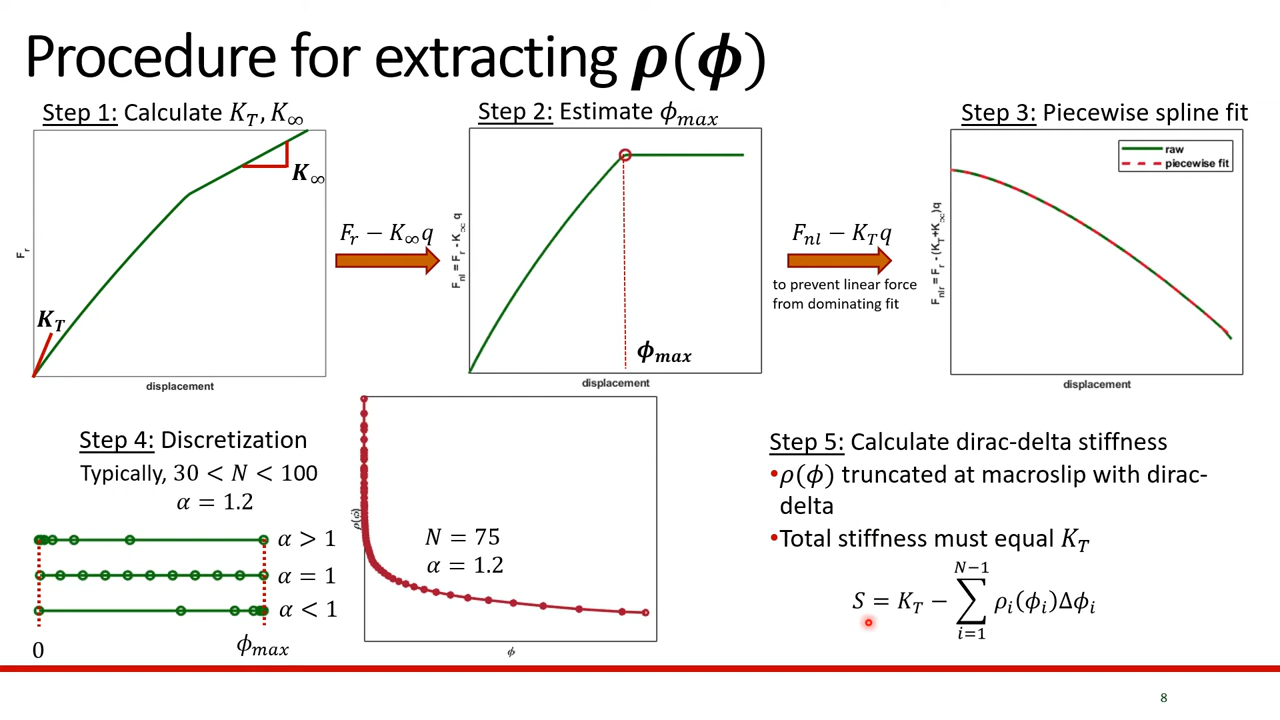 Procedure for extracting ρ(ϕ)
Step 1: Calculate K_T, K_∞
K_∞
K_T
F_r
displacement
F_r − K_∞q
Step 2: Estimate ϕ_max
F_nl = F_r - K_∞ q
ϕ_max
displacement
F_nl − K_Tq
to prevent linear force
from dominating fit
Step 3: Piecewise spline fit
raw
piecewise fit
F_nlr = F_r - (K_T+K_∞)q
displacement
Step 4: Discretization
Typically, 30 < N < 100
α = 1.2
α > 1
α = 1
α < 1
0
ϕ_max
ρ(ϕ)
N = 75
α = 1.2
ϕ
Step 5: Calculate dirac-delta stiffness
•ρ(ϕ) truncated at macroslip with dirac-
delta
•Total stiffness must equal K_T
S = K_T − ∑_{i=1}^{N−1} ρ_i(ϕ_i)Δϕ_i
8